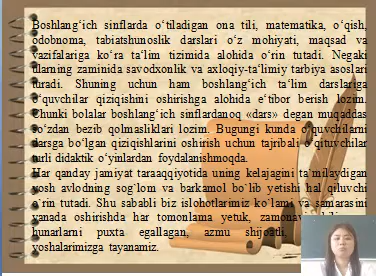 Boshlang‘ich sinflarda o‘tiladigan ona tili, matematika, o‘qish,
odobnoma, tabiatshunoslik darslari o‘z mohiyati, maqsad va
vazifalariga ko‘ra ta‘lim tizimida alohida o‘rin tutadi. Negaki
ularning zaminida savodxonlik va axloqiy-ta‘limiy tarbiya asoslari
turadi. Shuning uchun ham boshlang‘ich ta‘lim darslariga
o‘quvchilar qiziqishini oshirishga alohida e‘tibor berish lozim.
Chunki bolalar boshlang‘ich sinflardanoq «dars» degan muqaddas
so‘zdan bezib qolmasliklari lozim. Bugungi kunda o‘quvchilarni
darsga bo‘lgan qiziqishlarini oshirish uchun tajribali o‘qituvchilar
turli didaktik o‘yinlardan foydalanishmoqda.
Har qanday jamiyat taraaqqiyotida uning kelajagini ta`milaydigan
yosh avlodning sog`lom va barkamol bo`lib yetishi hal qiluvchi
o`rin tutadi. Shu sababli biz islohotlarimiz ko`lami va samarasini
yanada oshirishda har tomonlama yetuk,
hunarlarni puxta egallagan, azmu shijoatli,
yoshalarimizga tayanamiz.